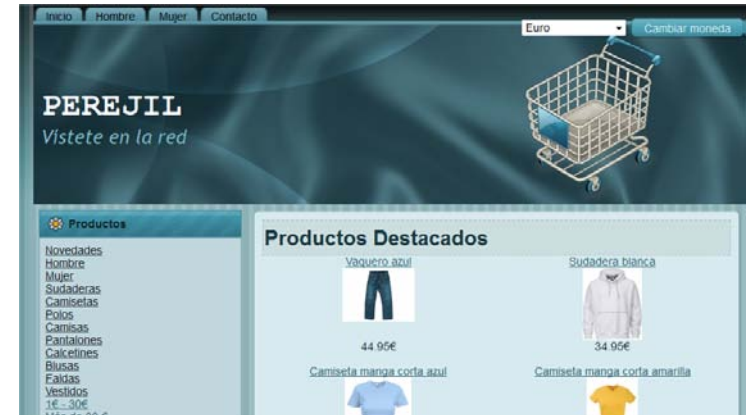 Inicio Hombre Mujer Contacto
Euro Cambiar moneda
PEREJIL
Vistete en la red
Productos
Novedades
Hombre
Mujer
Sudaderas
Camisetas
Polos
Camisas
Pantalones
Calcetines
Blusas
Faldas
Vestidos
1€ - 30€
Productos Destacados
Vaquero azul Sudadera blanca
44.95€ 34.95€
Camiseta manga corta azul Camiseta manga corta amarilla